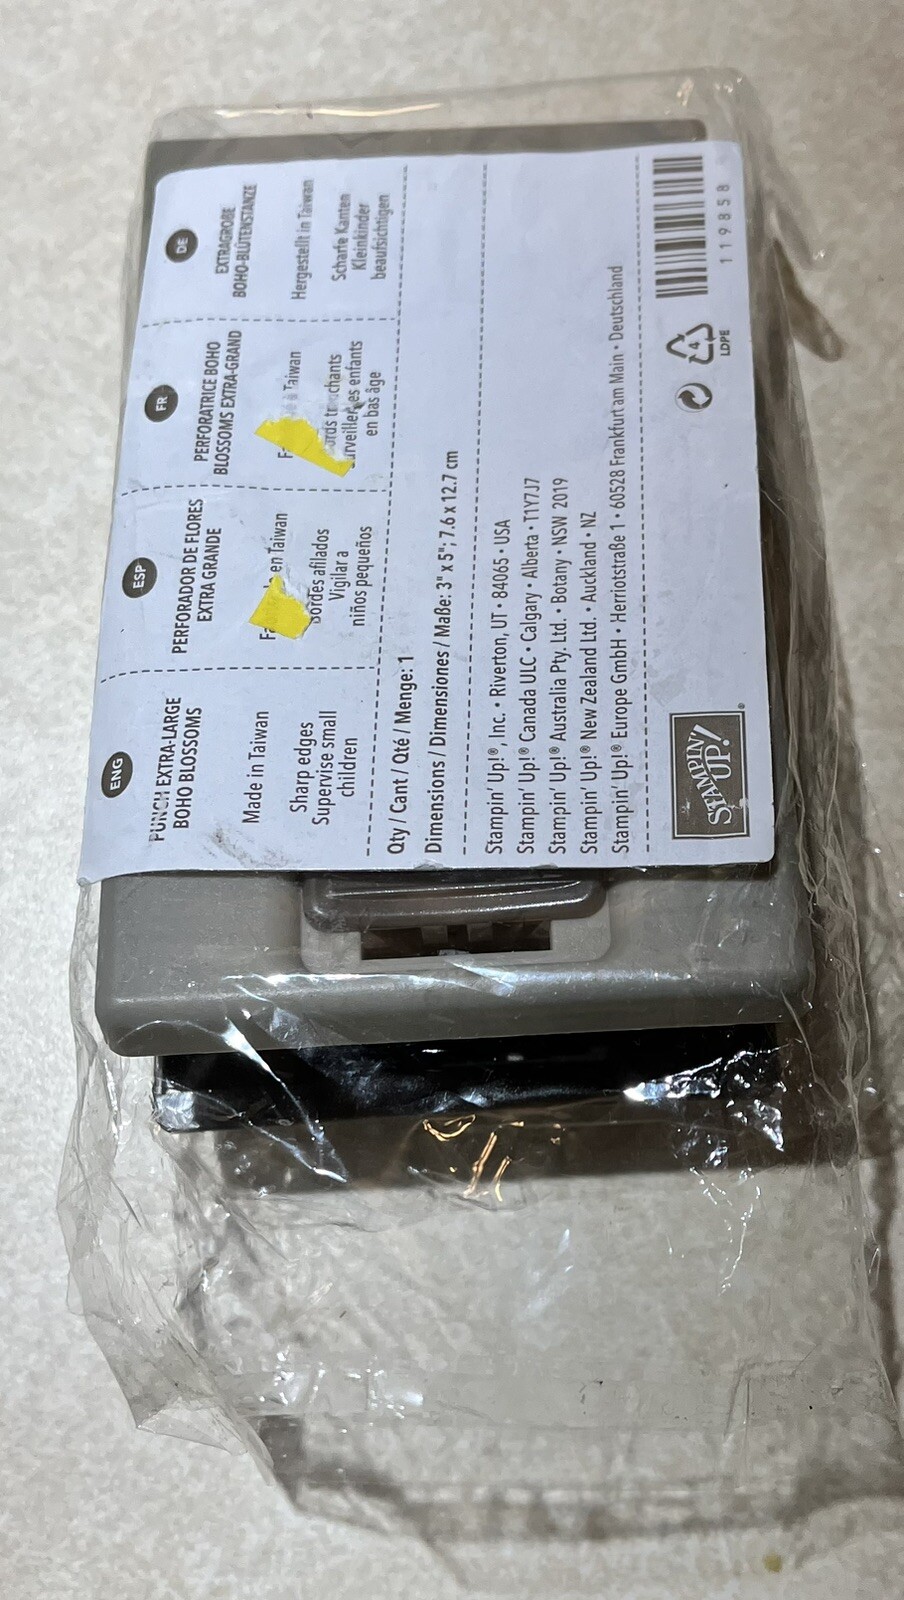 ENG
PUNCH EXTRA-LARGE
BOHO BLOSSOMS
Made in Taiwan
Sharp edges
Supervise small
children
ESP
PERFORADOR DE FLORES
EXTRA GRANDE
en Taiwan
Bordes afilados
Vigilar a
niños pequeños
FR
PERFORATRICE BOHO
BLOSSOMS EXTRA-GRAND
à Taiwan
enfants
en bas âge
DE
EXTRAGROßE
BOHO-BLÜTENSTANZE
Hergestellt in Taiwan
Scharfe Kanten
Kleinkinder
beaufsichtigen
Qty / Cant / Qté / Menge: 1
Dimensions / Dimensiones / Maße: 3" x 5"; 7.6 x 12.7 cm
Stampin' Up!®, Inc. • Riverton, UT • 84065 • USA
Stampin' Up!® Canada ULC • Calgary • Alberta • T1Y7J7
Stampin' Up!® Australia Pty. Ltd. • Botany • NSW 2019
Stampin' Up!® New Zealand Ltd. • Auckland • NZ
Stampin' Up!® Europe GmbH • Herriotstraße 1 • 60528 Frankfurt am Main • Deutschland
STAMPIN'
UP!®
4
LDPE
119858